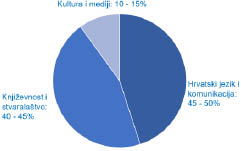 Kultura i mediji: 10 - 15%
Hrvatski jezik i
komunikacija:
45 - 50%
Književnost i
stvaralaštvo:
40 - 45%